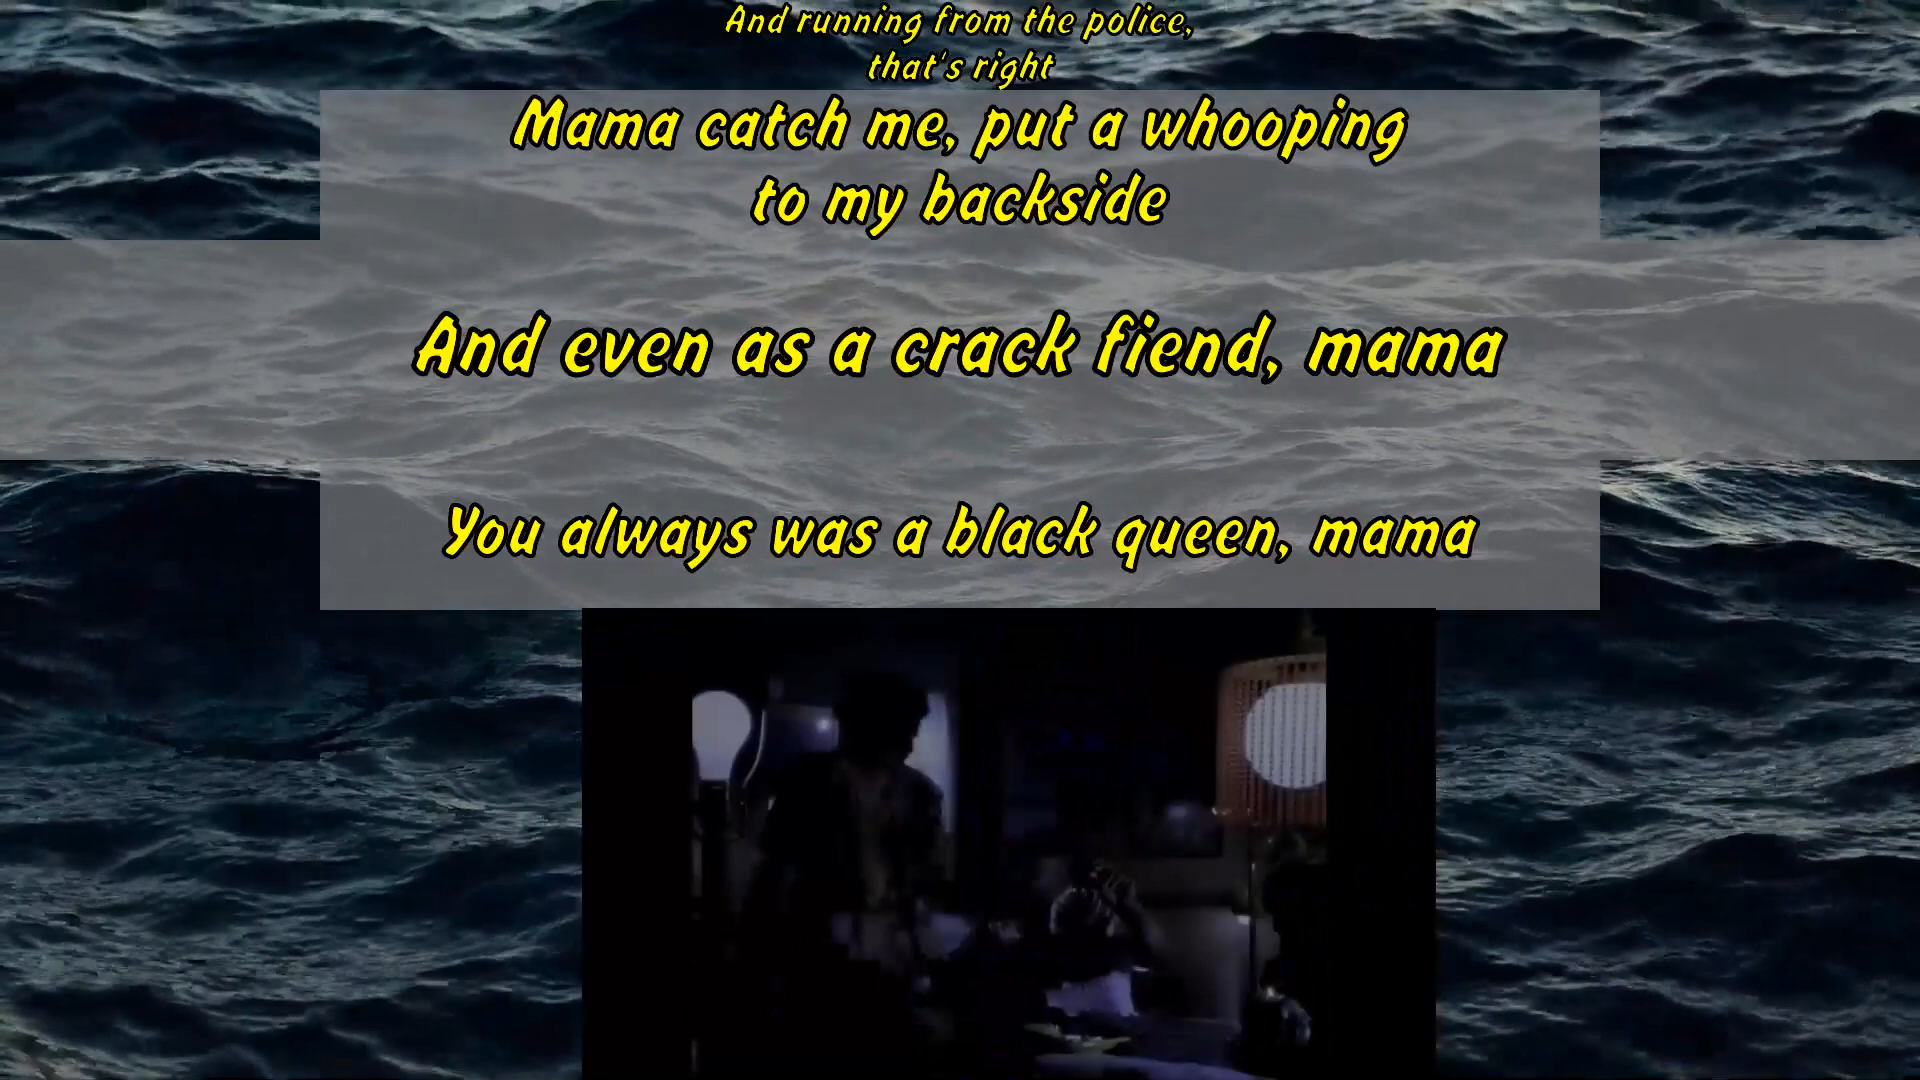 And running from the police,
that's right
Mama catch me, put a whooping
to my backside
And even as a crack fiend, mama
You always was a black queen, mama